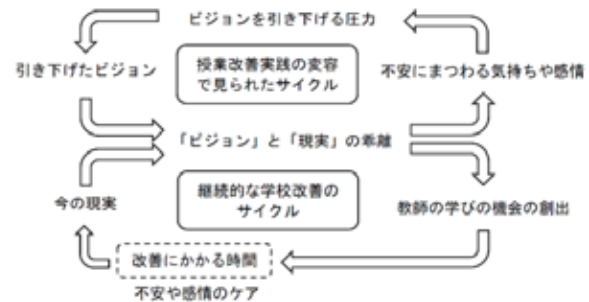 ビジョンを引き下げる圧力
引き下げたビジョン
授業改善実践の変容
で見られたサイクル
不安にまつわる気持ちや感情
「ビジョン」と「現実」の乖離
継続的な学校改善の
サイクル
今の現実
教師の学びの機会の創出
改善にかかる時間
不安や感情のケア